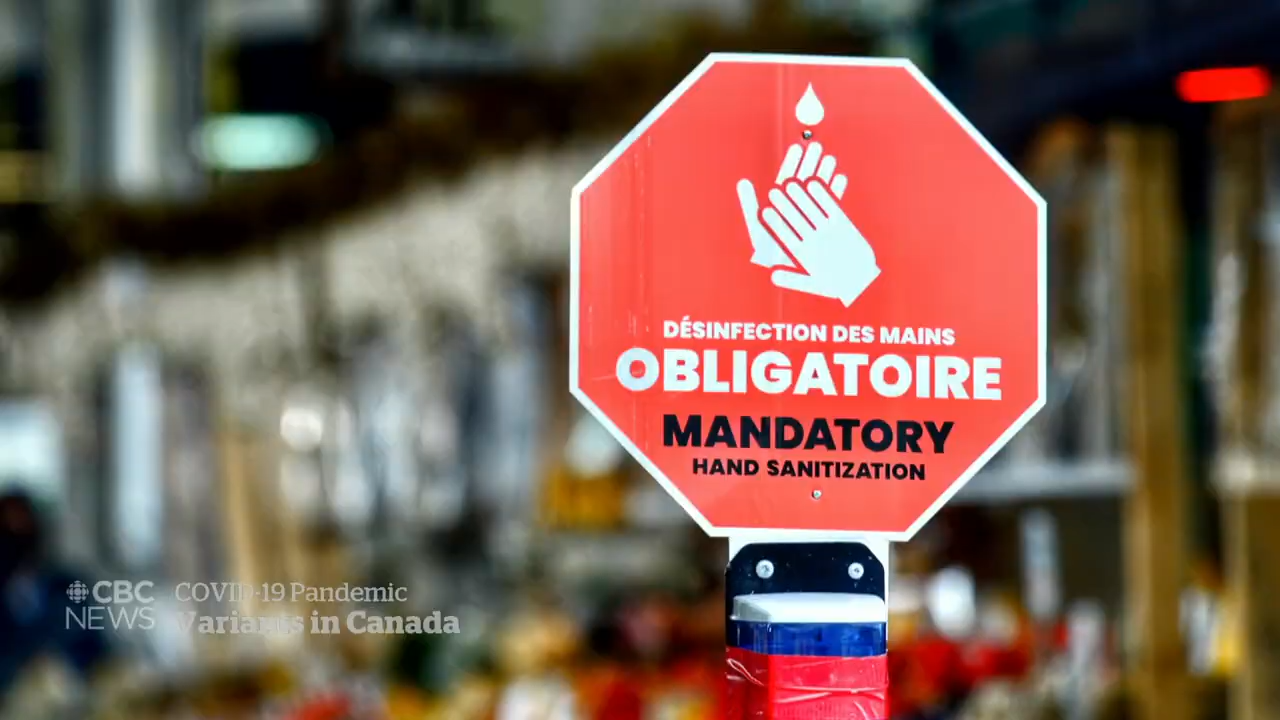 DÉSINFECTION DES MAINS
OBLIGATOIRE
MANDATORY
HAND SANITIZATION
CBC
NEWS
COVID-19 Pandemic
Variants in Canada